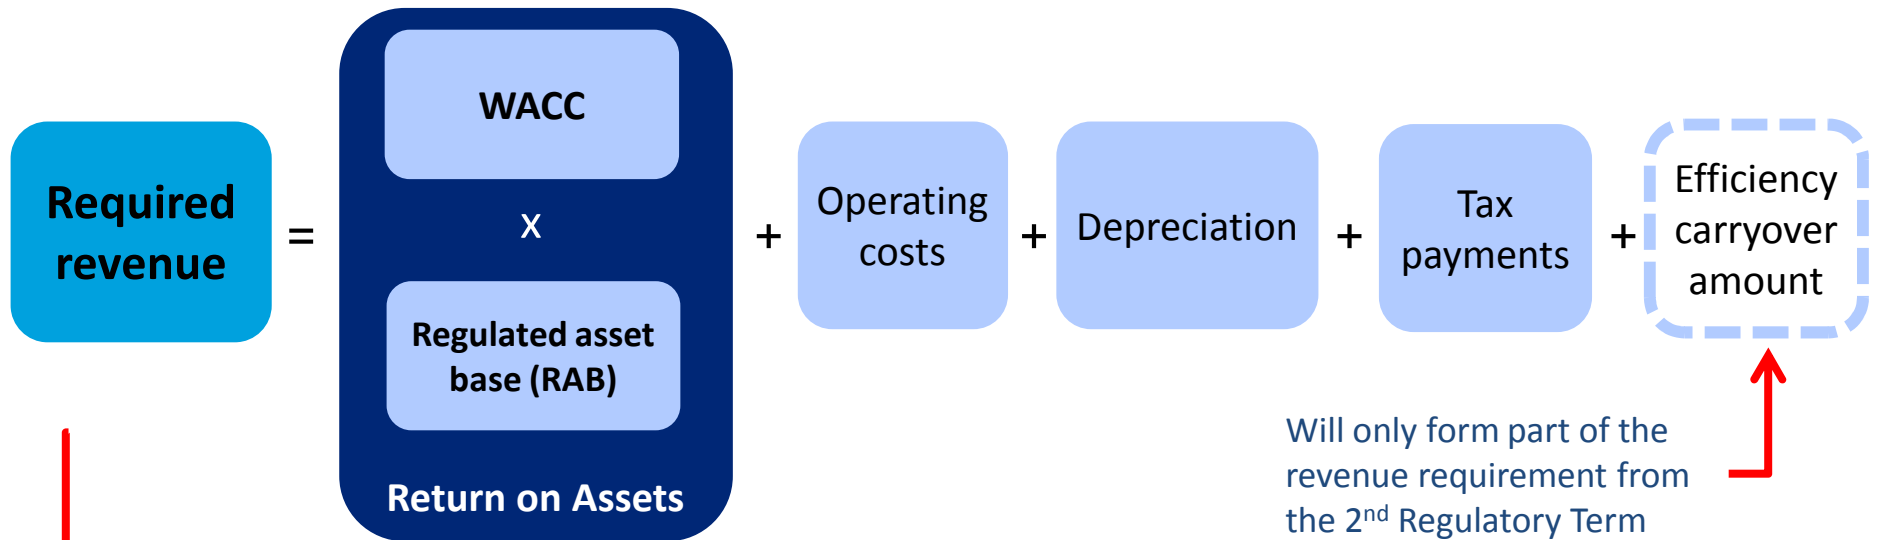 Required
revenue
=
WACC
x
Regulated asset
base (RAB)
Return on Assets
+
Operating
costs
+
Depreciation
+
Tax
payments
+
Efficiency
carryover
amount
Will only form part of the
revenue requirement from
the 2nd Regulatory Term